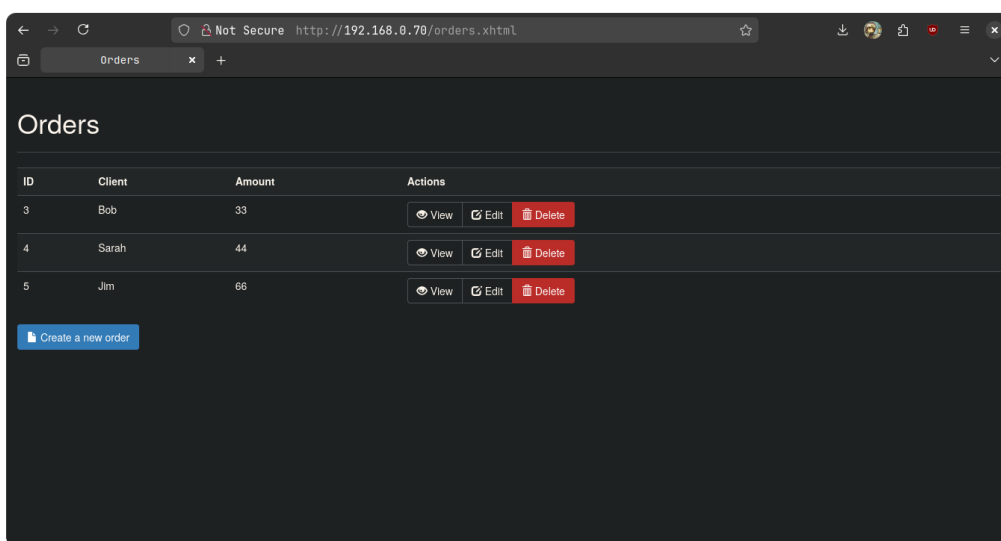 Not Secure http://192.168.0.70/orders.xhtml
Orders
Orders
ID Client Amount Actions
3 Bob 33 View Edit Delete
4 Sarah 44 View Edit Delete
5 JIm 66 View Edit Delete
Create a new order